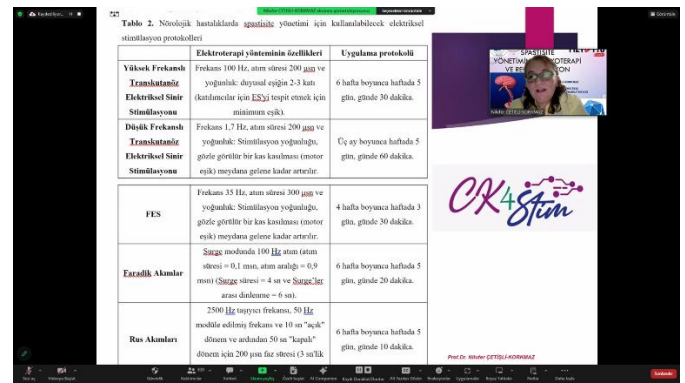 Kaydediliyor...
Görünüm
Tablo 2. Nörolojik hastalıklarda spastisite yönetimi için kullanılabilecek elektriksel
stimülasyon protokolleri
Elektroterapi yönteminin özellikleri
Uygulama protokolü
Yüksek Frekanslı
Transkutanöz
Elektriksel Sinir
Stimülasyonu
Frekans 100 Hz, atım süresi 200 µsn ve
yoğunluk: duyusal eşiğin 2-3 katı
(katılımcılar için ES'yi tespit etmek için
minimum eşik).
6 hafta boyunca haftada 5
gün, günde 30 dakika.
Düşük Frekanslı
Transkutanöz
Elektriksel Sinir
Stimülasyonu
Frekans 1,7 Hz, atım süresi 200 µsn ve
yoğunluk: Stimülasyon yoğunluğu,
gözle görülür bir kas kasılması (motor
eşik) meydana gelene kadar artırılır.
Üç ay boyunca haftada 5
gün, günde 60 dakika.
FES
Frekans 35 Hz, atım süresi 300 µsn ve
yoğunluk: Stimülasyon yoğunluğu,
gözle görülür bir kas kasılması (motor
eşik) meydana gelene kadar artırılır.
4 hafta boyunca haftada 3
gün, günde 30 dakika.
Faradik Akımlar
Surge modunda 100 Hz atım (atım
süresi = 0,1 msn, atım aralığı = 0,9
msn) (Surge süresi = 4 sn ve Surge'ler
arası dinlenme = 6 sn).
6 hafta boyunca haftada 5
gün, günde 20 dakika.
Rus Akımları
2500 Hz taşıyıcı frekansı, 50 Hz
modüle edilmiş frekans ve 10 sn "açık"
dönem ve ardından 50 sn "kapalı"
dönem için 200 µsn faz süresi (3 sn'lik
6 hafta boyunca haftada 5
gün, günde 10 dakika.
SPASTİSİTE
Nilüfer ÇETİŞLİ-KORKMAZ
CK4Stim
Prof.Dr. Nilüfer ÇETİŞLİ-KORKMAZ